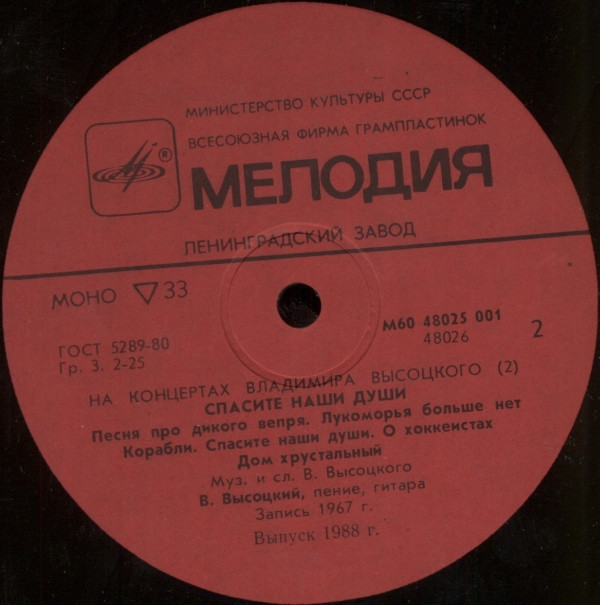 МИНИСТЕРСТВО КУЛЬТУРЫ СССР
ВСЕСОЮЗНАЯ ФИРМА ГРАМПЛАСТИНОК
®
МЕЛОДИЯ
ЛЕНИНГРАДСКИЙ ЗАВОД
МОНО ▽ 33
ГОСТ 5289-80
Гр. 3. 2-25
М60 48025 001
48026
2
НА КОНЦЕРТАХ ВЛАДИМИРА ВЫСОЦКОГО (2)
СПАСИТЕ НАШИ ДУШИ
Песня про дикого вепря. Лукоморья больше нет
Корабли. Спасите наши души. О хоккеистах
Дом хрустальный
Муз. и сл. В. Высоцкого
В. Высоцкий, пение, гитара
Запись 1967 г.
Выпуск 1988 г.